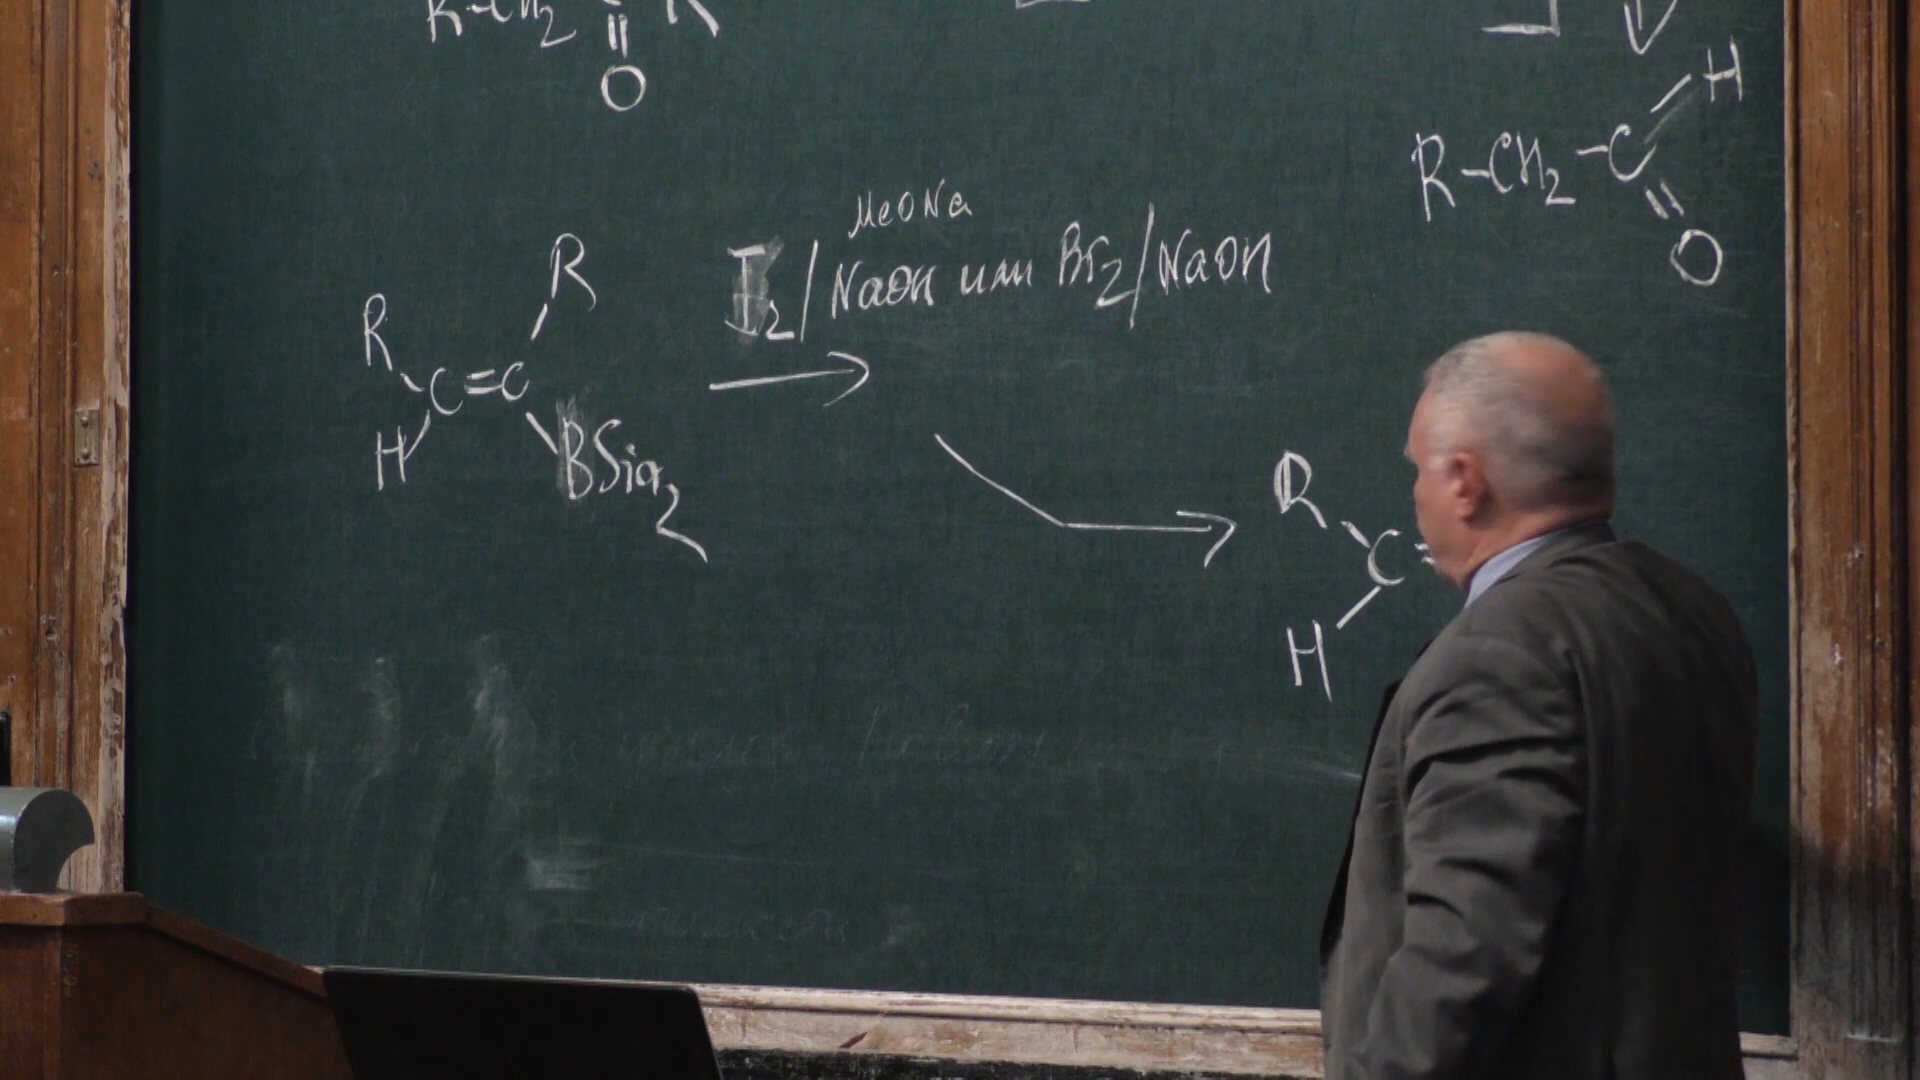 R-CH₂ R
O
H
R-CH₂-C
O
MeONa
I₂/NaOH или Br₂/NaOH
R
R
C=C
H
BSia₂
R
C=
H